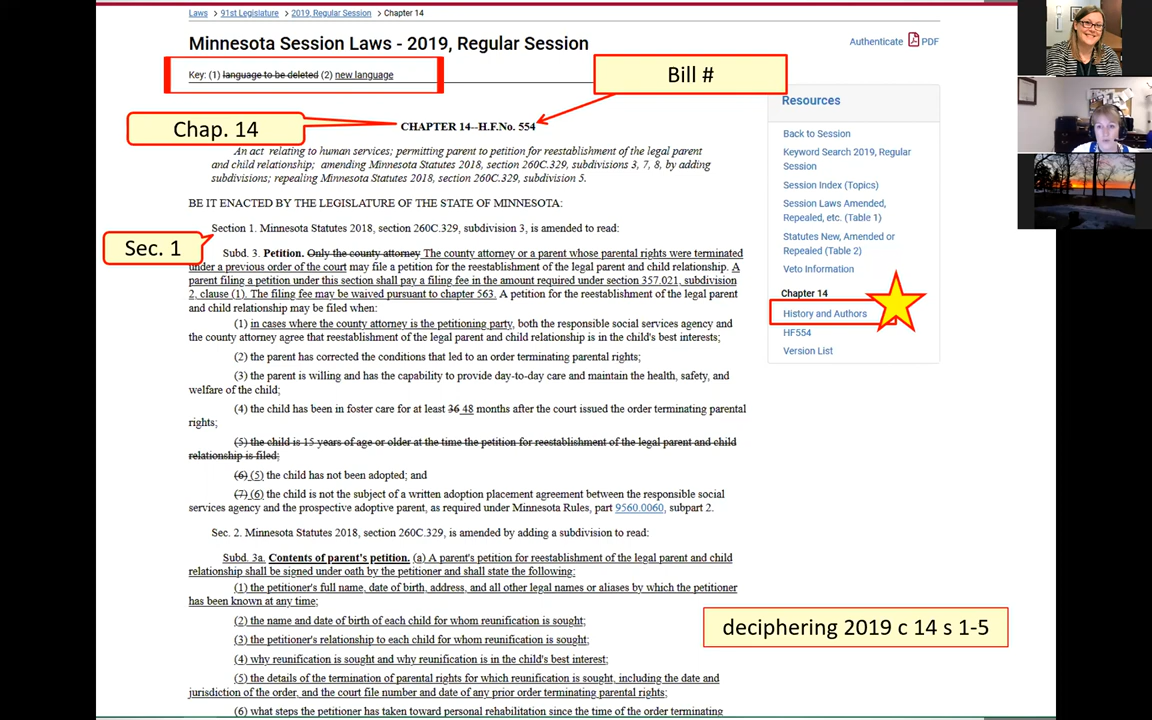 Laws > 91st Legislature > 2019, Regular Session > Chapter 14
Minnesota Session Laws - 2019, Regular Session
Authenticate PDF
Key: (1) language to be deleted (2) new language
Bill #
Chap. 14
CHAPTER 14--H.F.No. 554
An act relating to human services; permitting parent to petition for reestablishment of the legal parent
and child relationship; amending Minnesota Statutes 2018, section 260C.329, subdivisions 3, 7, 8, by adding
subdivisions; repealing Minnesota Statutes 2018, section 260C.329, subdivision 5.
BE IT ENACTED BY THE LEGISLATURE OF THE STATE OF MINNESOTA:
Section 1. Minnesota Statutes 2018, section 260C.329, subdivision 3, is amended to read:
Sec. 1
Subd. 3. Petition. Only the county attorney The county attorney or a parent whose parental rights were terminated
under a previous order of the court may file a petition for the reestablishment of the legal parent and child relationship. A
parent filing a petition under this section shall pay a filing fee in the amount required under section 357.021, subdivision
2, clause (1). The filing fee may be waived pursuant to chapter 563. A petition for the reestablishment of the legal parent
and child relationship may be filed when:
(1) in cases where the county attorney is the petitioning party, both the responsible social services agency and
the county attorney agree that reestablishment of the legal parent and child relationship is in the child's best interests;
(2) the parent has corrected the conditions that led to an order terminating parental rights;
(3) the parent is willing and has the capability to provide day-to-day care and maintain the health, safety, and
welfare of the child;
(4) the child has been in foster care for at least 36 48 months after the court issued the order terminating parental
rights;
(5) the child is 15 years of age or older at the time the petition for reestablishment of the legal parent and child
relationship is filed;
(6) (5) the child has not been adopted; and
(7) (6) the child is not the subject of a written adoption placement agreement between the responsible social
services agency and the prospective adoptive parent, as required under Minnesota Rules, part 9560.0060, subpart 2.
Sec. 2. Minnesota Statutes 2018, section 260C.329, is amended by adding a subdivision to read:
Subd. 3a. Contents of parent's petition. (a) A parent's petition for reestablishment of the legal parent and child
relationship shall be signed under oath by the petitioner and shall state the following:
(1) the petitioner's full name, date of birth, address, and all other legal names or aliases by which the petitioner
has been known at any time;
(2) the name and date of birth of each child for whom reunification is sought;
(3) the petitioner's relationship to each child for whom reunification is sought;
(4) why reunification is sought and why reunification is in the child's best interest;
(5) the details of the termination of parental rights for which reunification is sought, including the date and
jurisdiction of the order, and the court file number and date of any prior order terminating parental rights;
(6) what steps the petitioner has taken toward personal rehabilitation since the time of the order terminating
Resources
Back to Session
Keyword Search 2019, Regular
Session
Session Index (Topics)
Session Laws Amended,
Repealed, etc. (Table 1)
Statutes New, Amended or
Repealed (Table 2)
Veto Information
Chapter 14
History and Authors
HF554
Version List
deciphering 2019 c 14 s 1-5